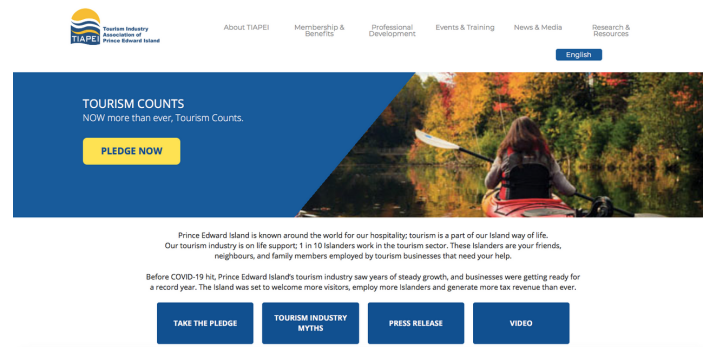 TIAPEI
Tourism Industry
Association of
Prince Edward Island
About TIAPEI
Membership &
Benefits
Professional
Development
Events & Training
News & Media
Research &
Resources
English
TOURISM COUNTS
NOW more than ever, Tourism Counts.
PLEDGE NOW
Prince Edward Island is known around the world for our hospitality; tourism is a part of our Island way of life.
Our tourism industry is on life support; 1 in 10 Islanders work in the tourism sector. These Islanders are your friends,
neighbours, and family members employed by tourism businesses that need your help.
Before COVID-19 hit, Prince Edward Island's tourism industry saw years of steady growth, and businesses were getting ready for
a record year. The Island was set to welcome more visitors, employ more Islanders and generate more tax revenue than ever.
TAKE THE PLEDGE
TOURISM INDUSTRY
MYTHS
PRESS RELEASE
VIDEO